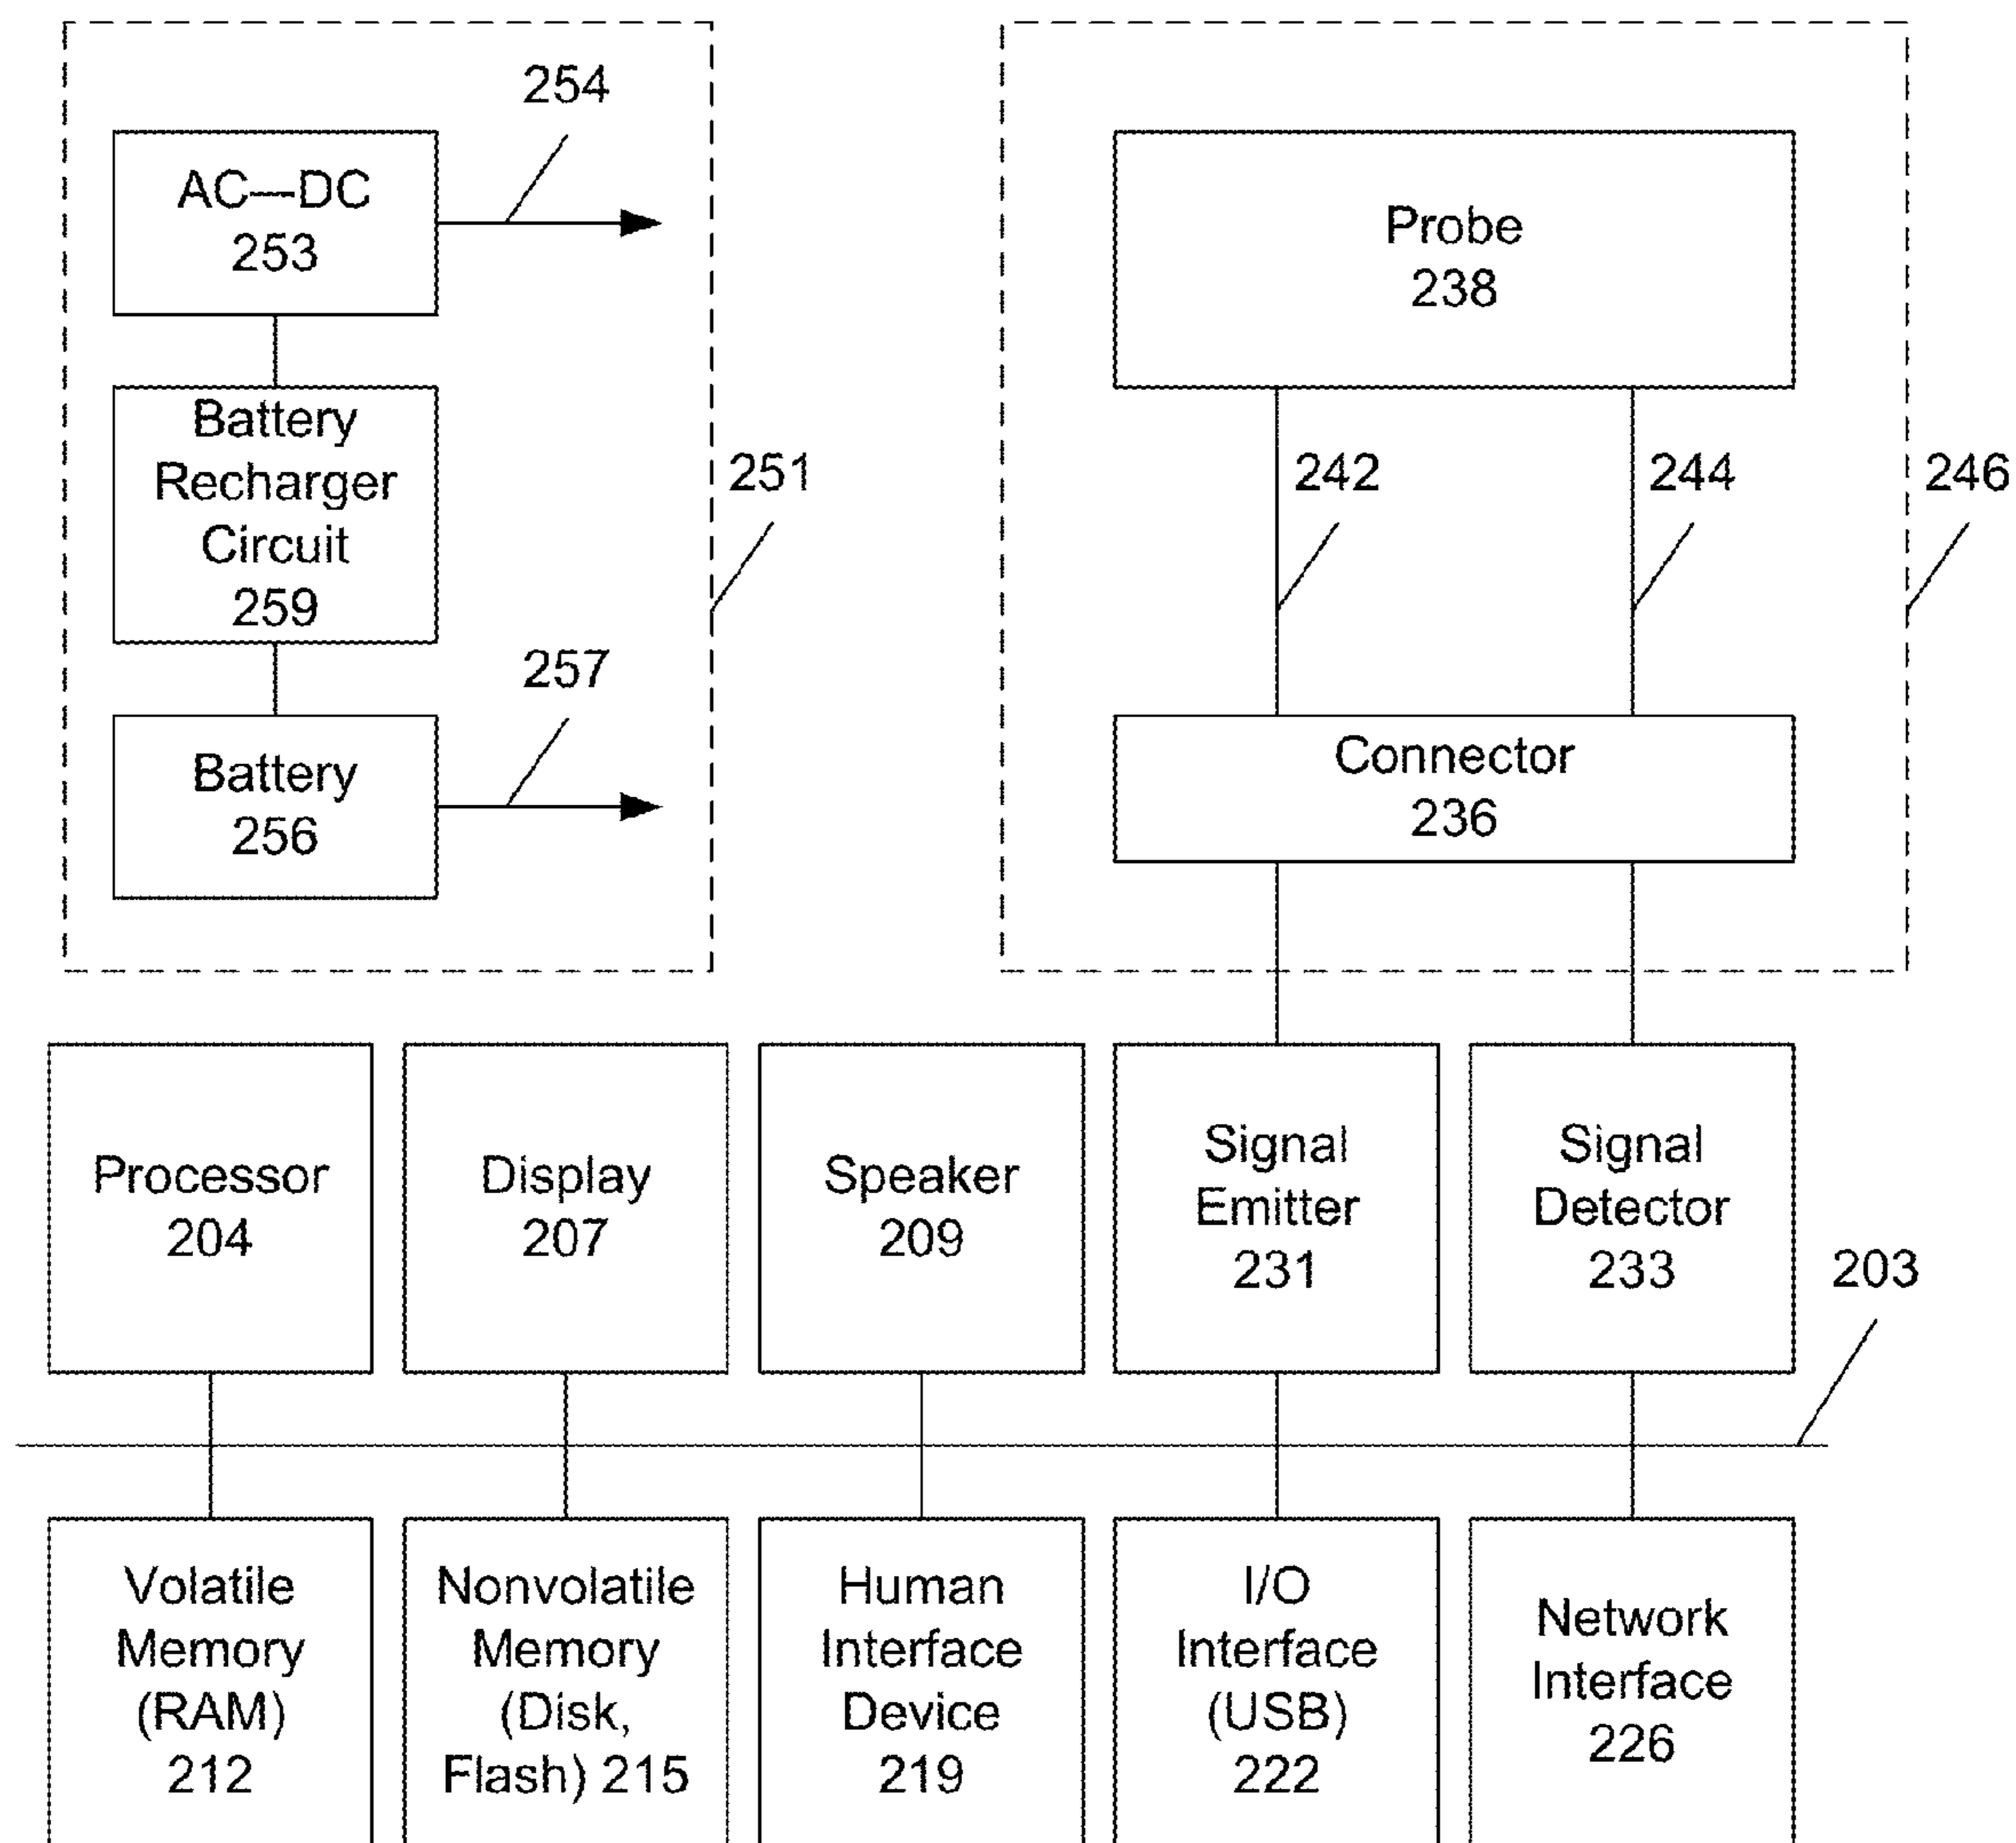 254
AC—DC
253
Probe
238
Battery
Recharger
Circuit
259
251
242
244
246
257
Battery
256
Connector
236
Processor
204
Display
207
Speaker
209
Signal
Emitter
231
Signal
Detector
233
203
Volatile
Memory
(RAM)
212
Nonvolatile
Memory
(Disk,
Flash) 215
Human
Interface
Device
219
I/O
Interface
(USB)
222
Network
Interface
226